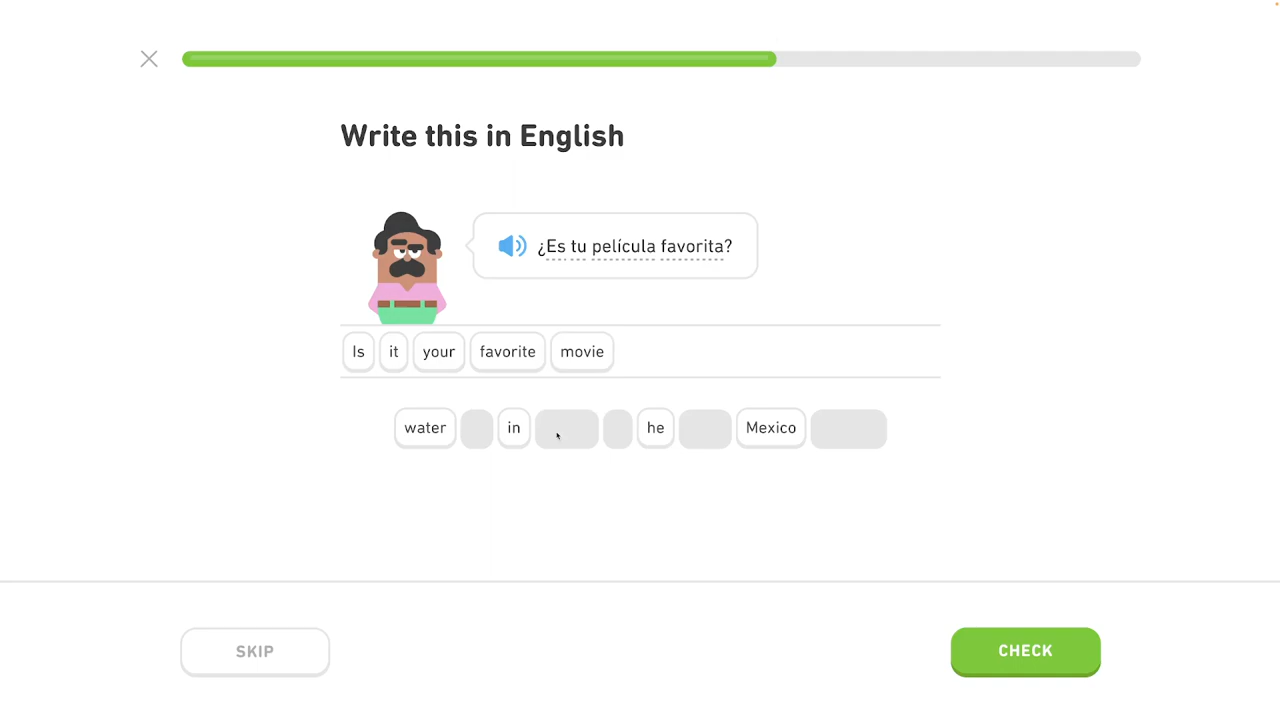 Write this in English
¿Es tu película favorita?
Is it your favorite movie
water in he Mexico
SKIP
CHECK